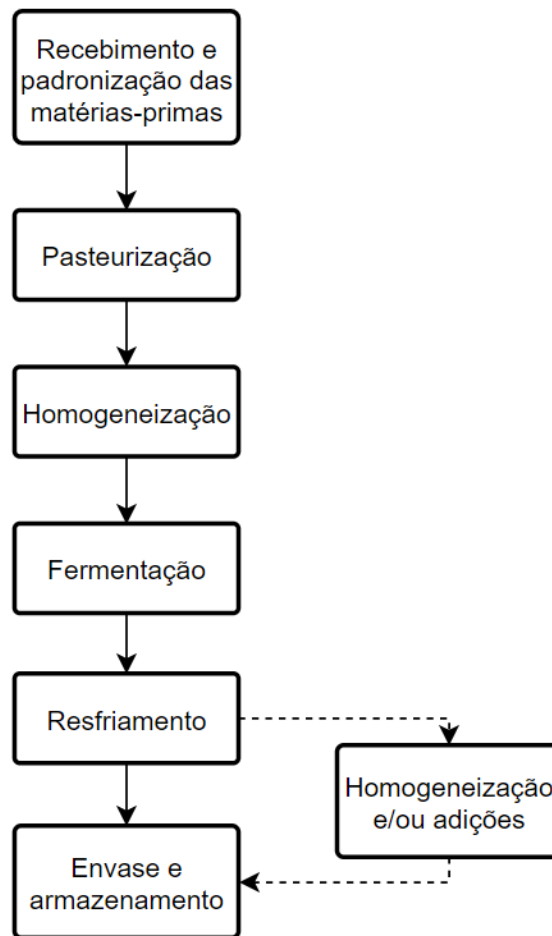 Recebimento e
padronização das
matérias-primas
Pasteurização
Homogeneização
Fermentação
Resfriamento
Homogeneização
e/ou adições
Envase e
armazenamento